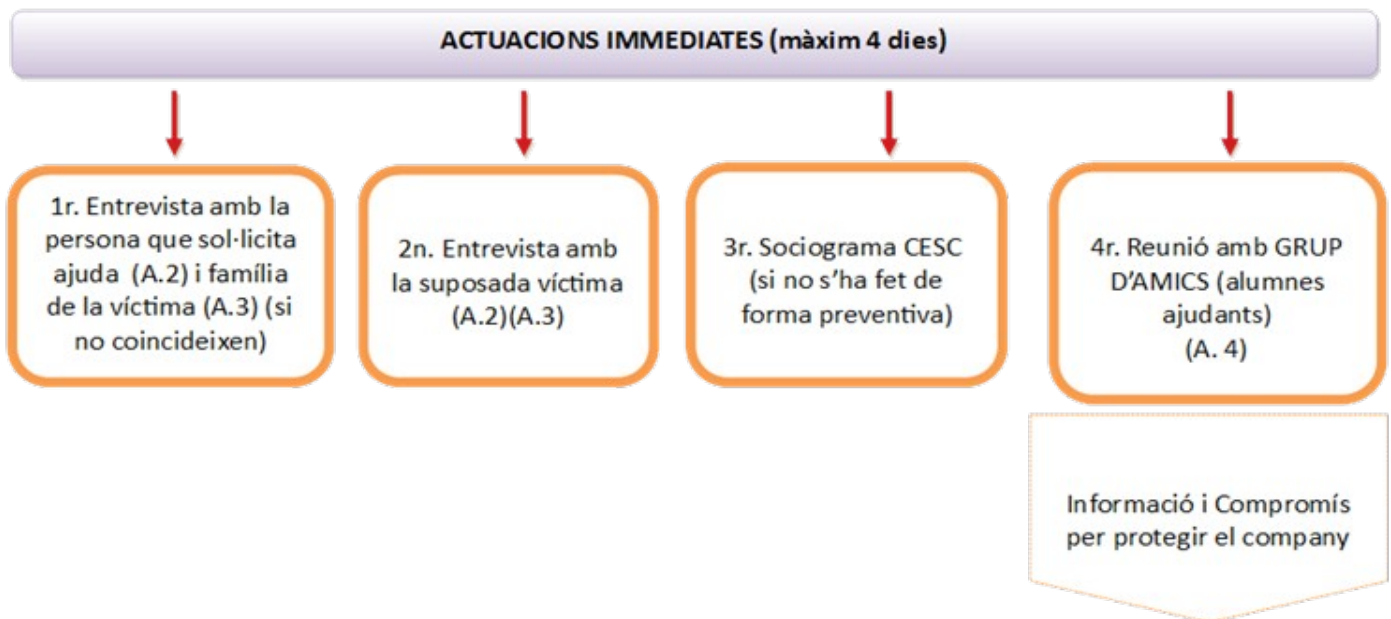 ACTUACIONS IMMEDIATES (màxim 4 dies)
1r. Entrevista amb la
persona que sol·licita
ajuda (A.2) i família
de la víctima (A.3) (si
no coincideixen)
2n. Entrevista amb
la suposada víctima
(A.2)(A.3)
3r. Sociograma CESC
(si no s'ha fet de
forma preventiva)
4r. Reunió amb GRUP
D'AMICS (alumnes
ajudants)
(A. 4)
Informació i Compromís
per protegir el company